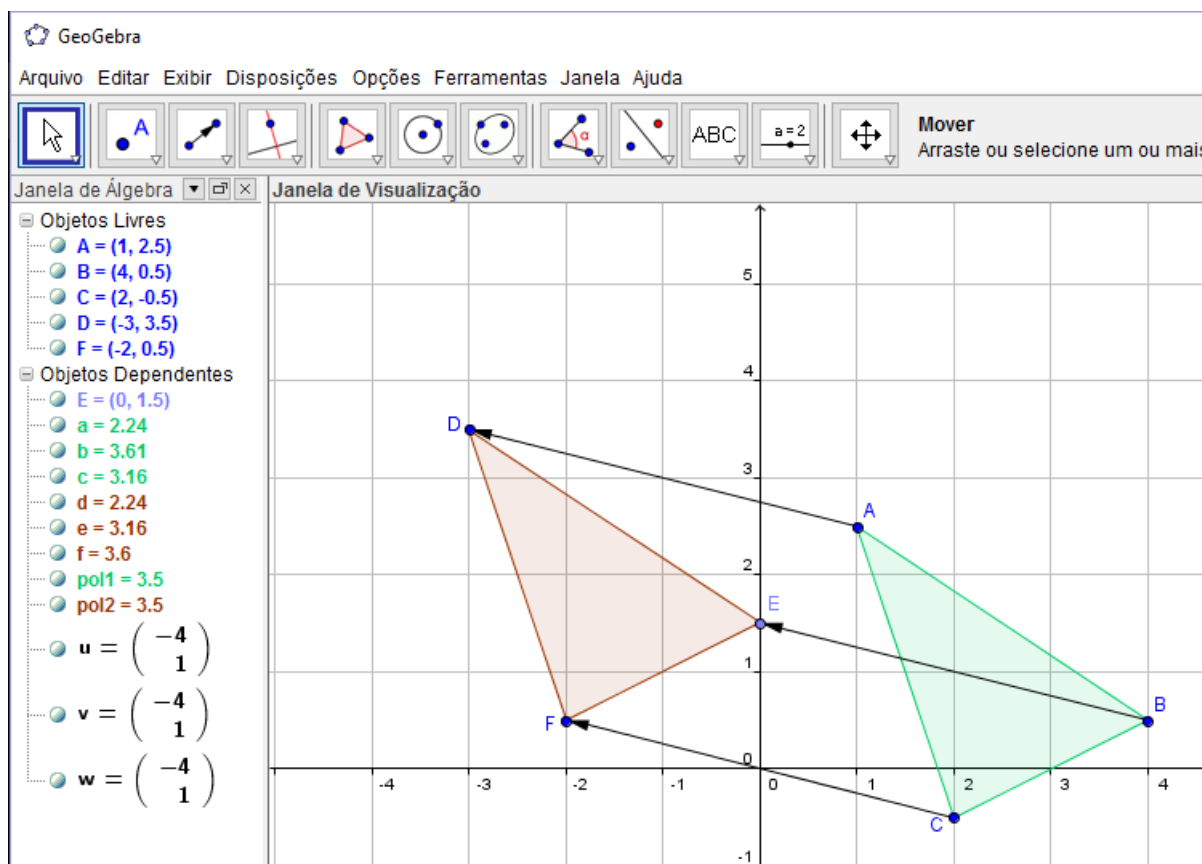 GeoGebra
Arquivo Editar Exibir Disposições Opções Ferramentas Janela Ajuda
A
α
ABC
a = 2
Mover
Arraste ou selecione um ou mais
Janela de Álgebra
Objetos Livres
A = (1, 2.5)
B = (4, 0.5)
C = (2, -0.5)
D = (-3, 3.5)
F = (-2, 0.5)
Objetos Dependentes
E = (0, 1.5)
a = 2.24
b = 3.61
c = 3.16
d = 2.24
e = 3.16
f = 3.6
pol1 = 3.5
pol2 = 3.5
u = ( -4
1 )
v = ( -4
1 )
w = ( -4
1 )
Janela de Visualização
5
4
3
2
1
0
-1
-4 -3 -2 -1 0 1 2 3 4
D
A
E
B
F
C